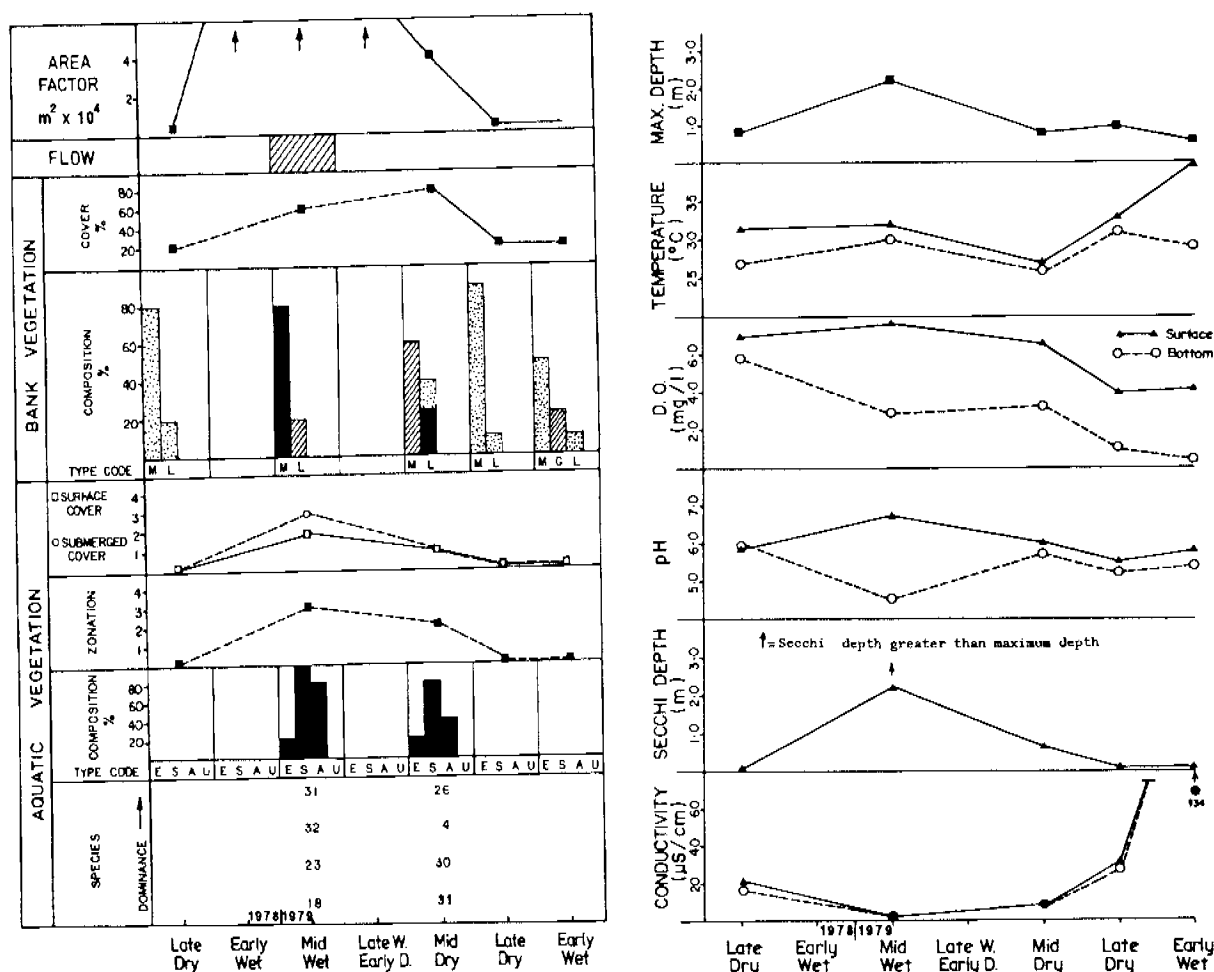 AREA
FACTOR
m² x 10⁴
4
2
FLOW
BANK VEGETATION
COVER
%
80
60
40
20
COMPOSITION
%
80
60
40
20
TYPE CODE
M L
M L
M L
M L
M G L
AQUATIC VEGETATION
□ SURFACE
COVER
○ SUBMERGED
COVER
4
3
2
1
ZONATION
4
3
2
1
COMPOSITION
%
80
60
40
20
TYPE CODE
E S A U
E S A U
E S A U
E S A U
E S A U
E S A U
E S A U
SPECIES
DOMINANCE
31 26
32 4
23 30
18 31
1978 1979
Late Dry
Early Wet
Mid Wet
Late W. Early D.
Mid Dry
Late Dry
Early Wet
MAX. DEPTH
(m)
3·0
2·0
1·0
TEMPERATURE
(°C)
35
30
25
D.O.
(mg/l)
6·0
4·0
2·0
Surface
Bottom
pH
7·0
6·0
5·0
SECCHI DEPTH
(m)
3·0
2·0
1·0
= Secchi depth greater than maximum depth
CONDUCTIVITY
(µS/cm)
60
40
20
134
1978 1979
Late Dry
Early Wet
Mid Wet
Late W. Early D.
Mid Dry
Late Dry
Early Wet